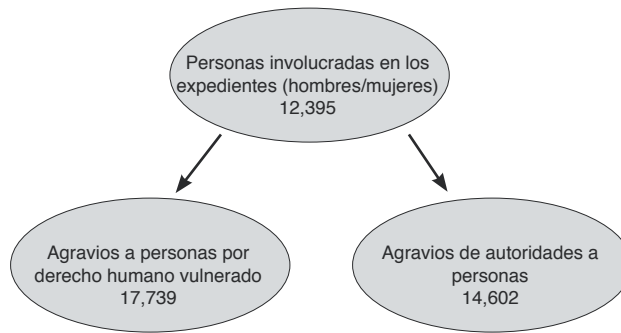 Personas involucradas en los
expedientes (hombres/mujeres)
12,395
Agravios a personas por
derecho humano vulnerado
17,739
Agravios de autoridades a
personas
14,602